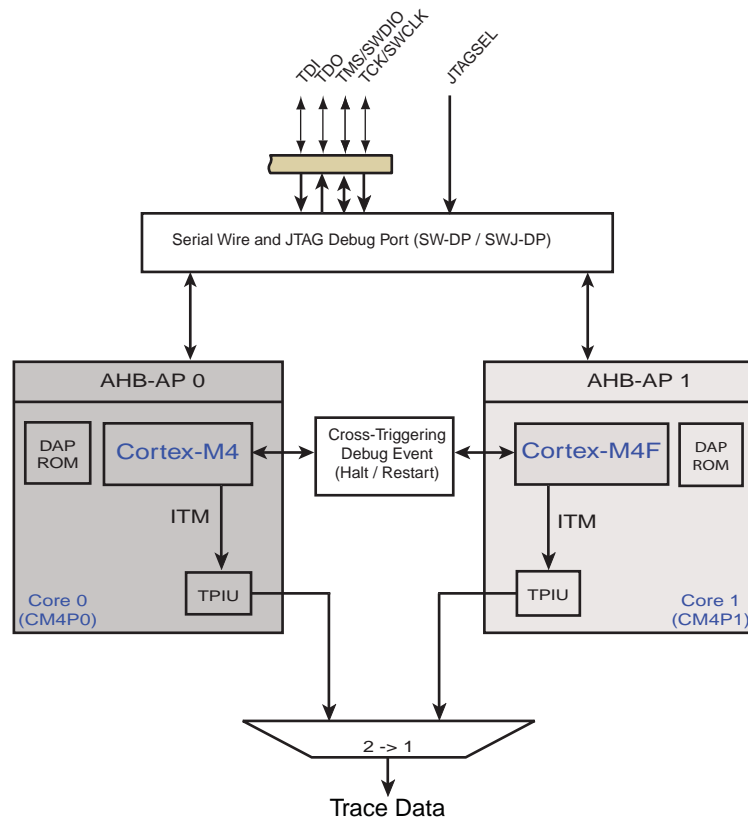 TDI
TDO
TMS/SWDIO
TCK/SWCLK
JTAGSEL
Serial Wire and JTAG Debug Port (SW-DP / SWJ-DP)
AHB-AP 0
AHB-AP 1
DAP
ROM
Cortex-M4
Cross-Triggering
Debug Event
(Halt / Restart)
Cortex-M4F
DAP
ROM
ITM
ITM
TPIU
TPIU
Core 0
(CM4P0)
Core 1
(CM4P1)
2 -> 1
Trace Data